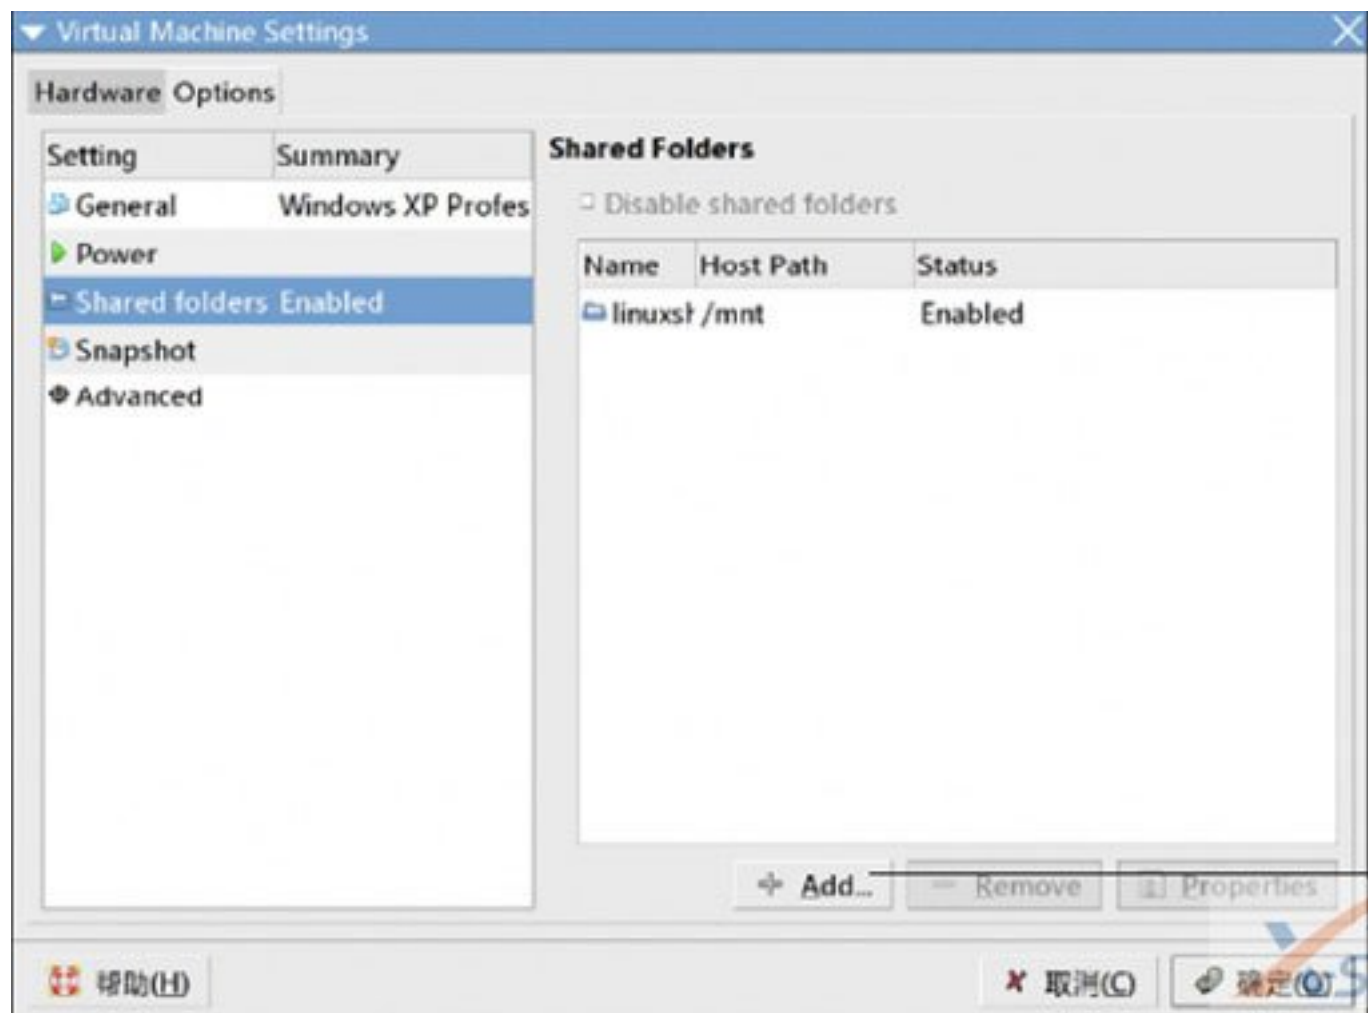 Virtual Machine Settings
Hardware Options
Setting Summary
General Windows XP Profes
Power
Shared folders Enabled
Snapshot
Advanced
Shared Folders
Disable shared folders
Name Host Path Status
linuxsh /mnt Enabled
Add... Remove Properties
帮助(H) 取消(C) 确定(O)